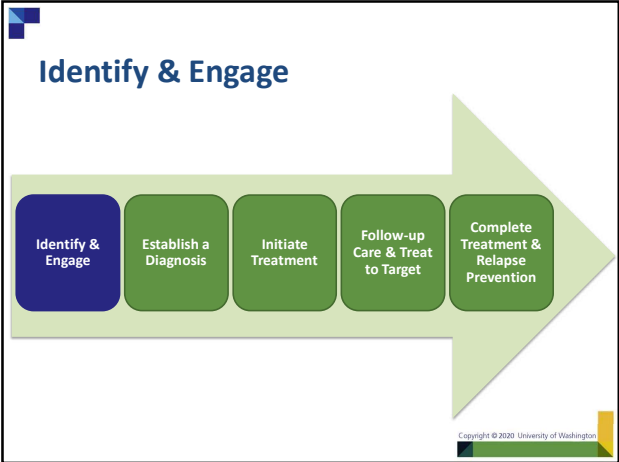 Identify & Engage
Identify &
Engage
Establish a
Diagnosis
Initiate
Treatment
Follow-up
Care & Treat
to Target
Complete
Treatment &
Relapse
Prevention
Copyright © 2020 University of Washington